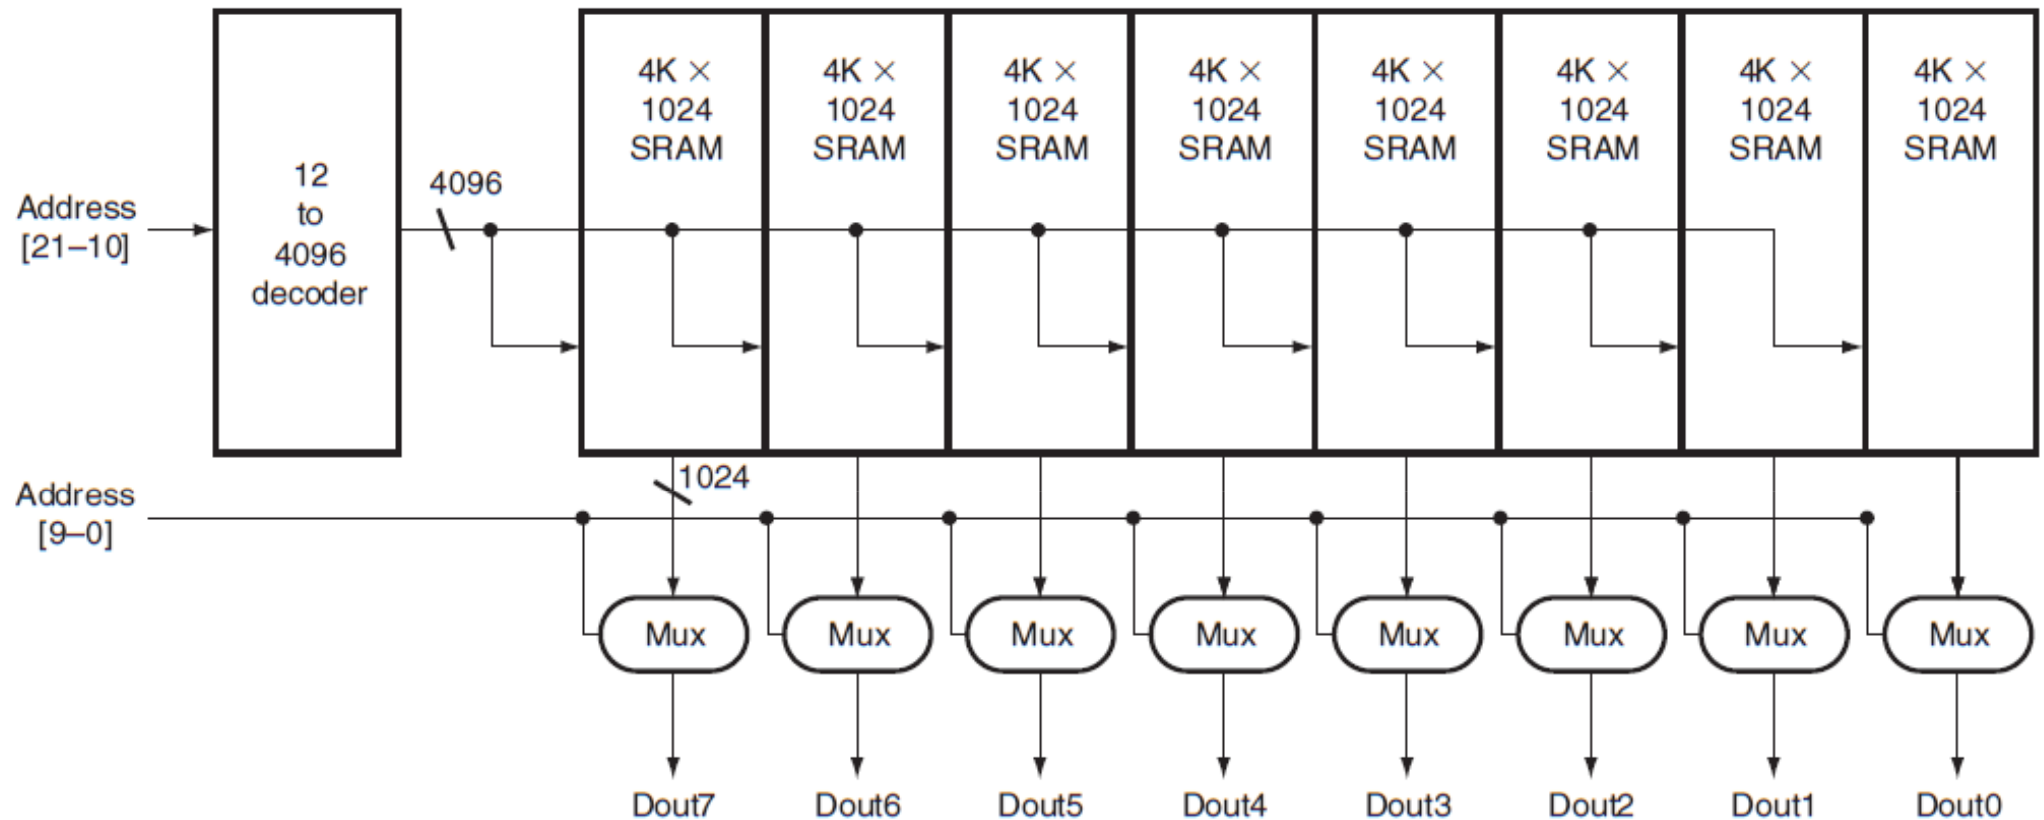 4K × 4K × 4K × 4K × 4K × 4K × 4K × 4K ×
1024 1024 1024 1024 1024 1024 1024 1024
SRAM SRAM SRAM SRAM SRAM SRAM SRAM SRAM
12
to
4096
decoder
4096
Address
[21–10]
1024
Address
[9–0]
Mux Mux Mux Mux Mux Mux Mux Mux
Dout7 Dout6 Dout5 Dout4 Dout3 Dout2 Dout1 Dout0